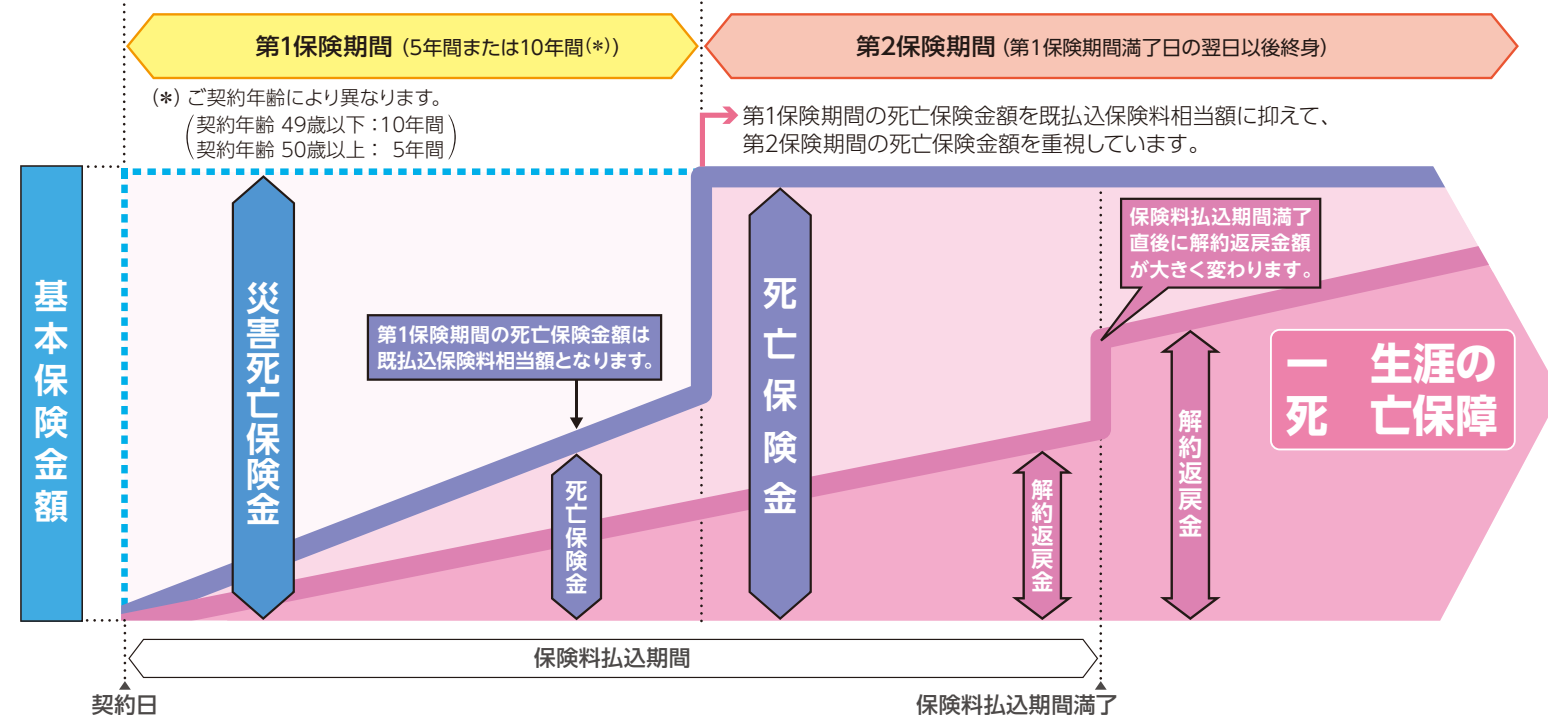 第1保険期間 (5年間または10年間(*))
第2保険期間 (第1保険期間満了日の翌日以後終身)
(*) ご契約年齢により異なります。
(契約年齢 49歳以下：10年間
契約年齢 50歳以上： 5年間)
第1保険期間の死亡保険金額を既払込保険料相当額に抑えて、
第2保険期間の死亡保険金額を重視しています。
基本保険金額
災害死亡保険金
第1保険期間の死亡保険金額は
既払込保険料相当額となります。
死亡保険金
死亡保険金
保険料払込期間満了
直後に解約返戻金額
が大きく変わります。
解約返戻金
解約返戻金
一 生涯の
死 亡保障
保険料払込期間
契約日
保険料払込期間満了